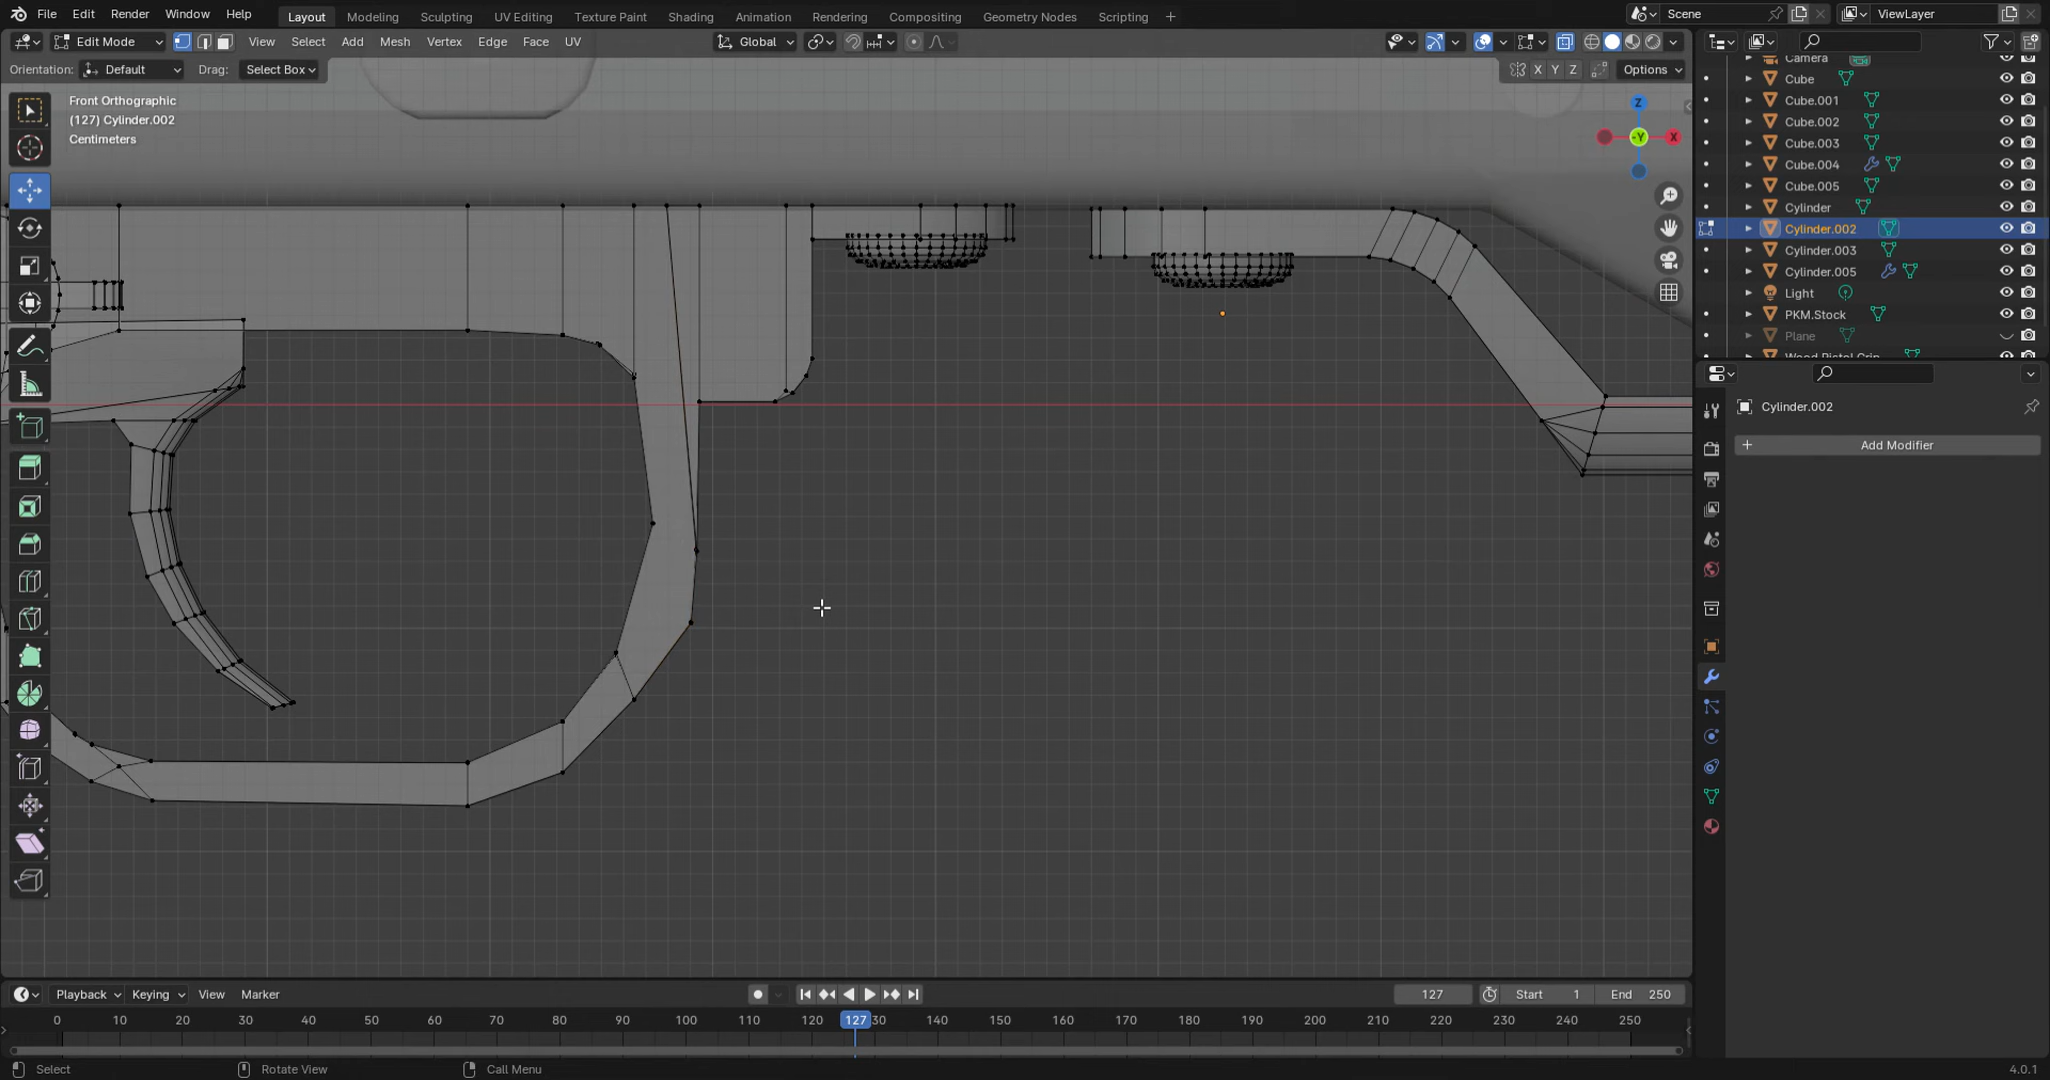 File Edit Render Window Help Layout Modeling Sculpting UV Editing Texture Paint Shading Animation Rendering Compositing Geometry Nodes Scripting + Scene ViewLayer
Edit Mode View Select Add Mesh Vertex Edge Face UV Global
Orientation: Default Drag: Select Box X Y Z Options
Front Orthographic
(127) Cylinder.002
Centimeters
Z
-Y
X
Camera
Cube
Cube.001
Cube.002
Cube.003
Cube.004
Cube.005
Cylinder
Cylinder.002
Cylinder.003
Cylinder.005
Light
PKM.Stock
Plane
Wood Pistol Grip
Cylinder.002
+ Add Modifier
Playback Keying View Marker 127 Start 1 End 250
0 10 20 30 40 50 60 70 80 90 100 110 120 127 30 140 150 160 170 180 190 200 210 220 230 240 250
Select Rotate View Call Menu 4.0.1